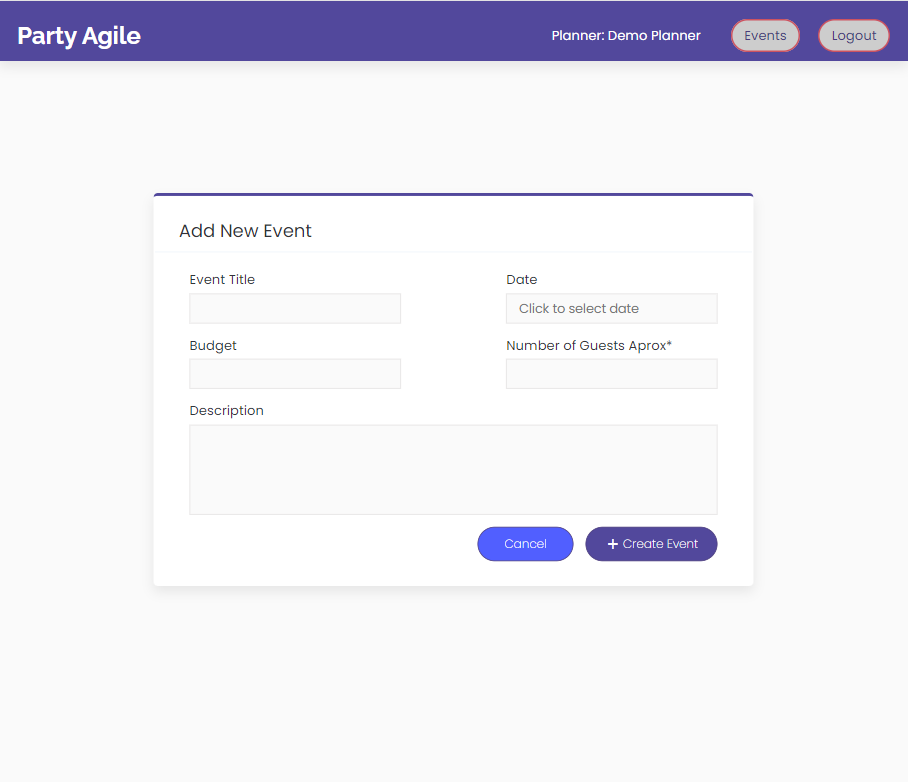 Party Agile
Planner: Demo Planner
Events
Logout
Add New Event
Event Title
Date
Click to select date
Budget
Number of Guests Aprox*
Description
Cancel
+ Create Event